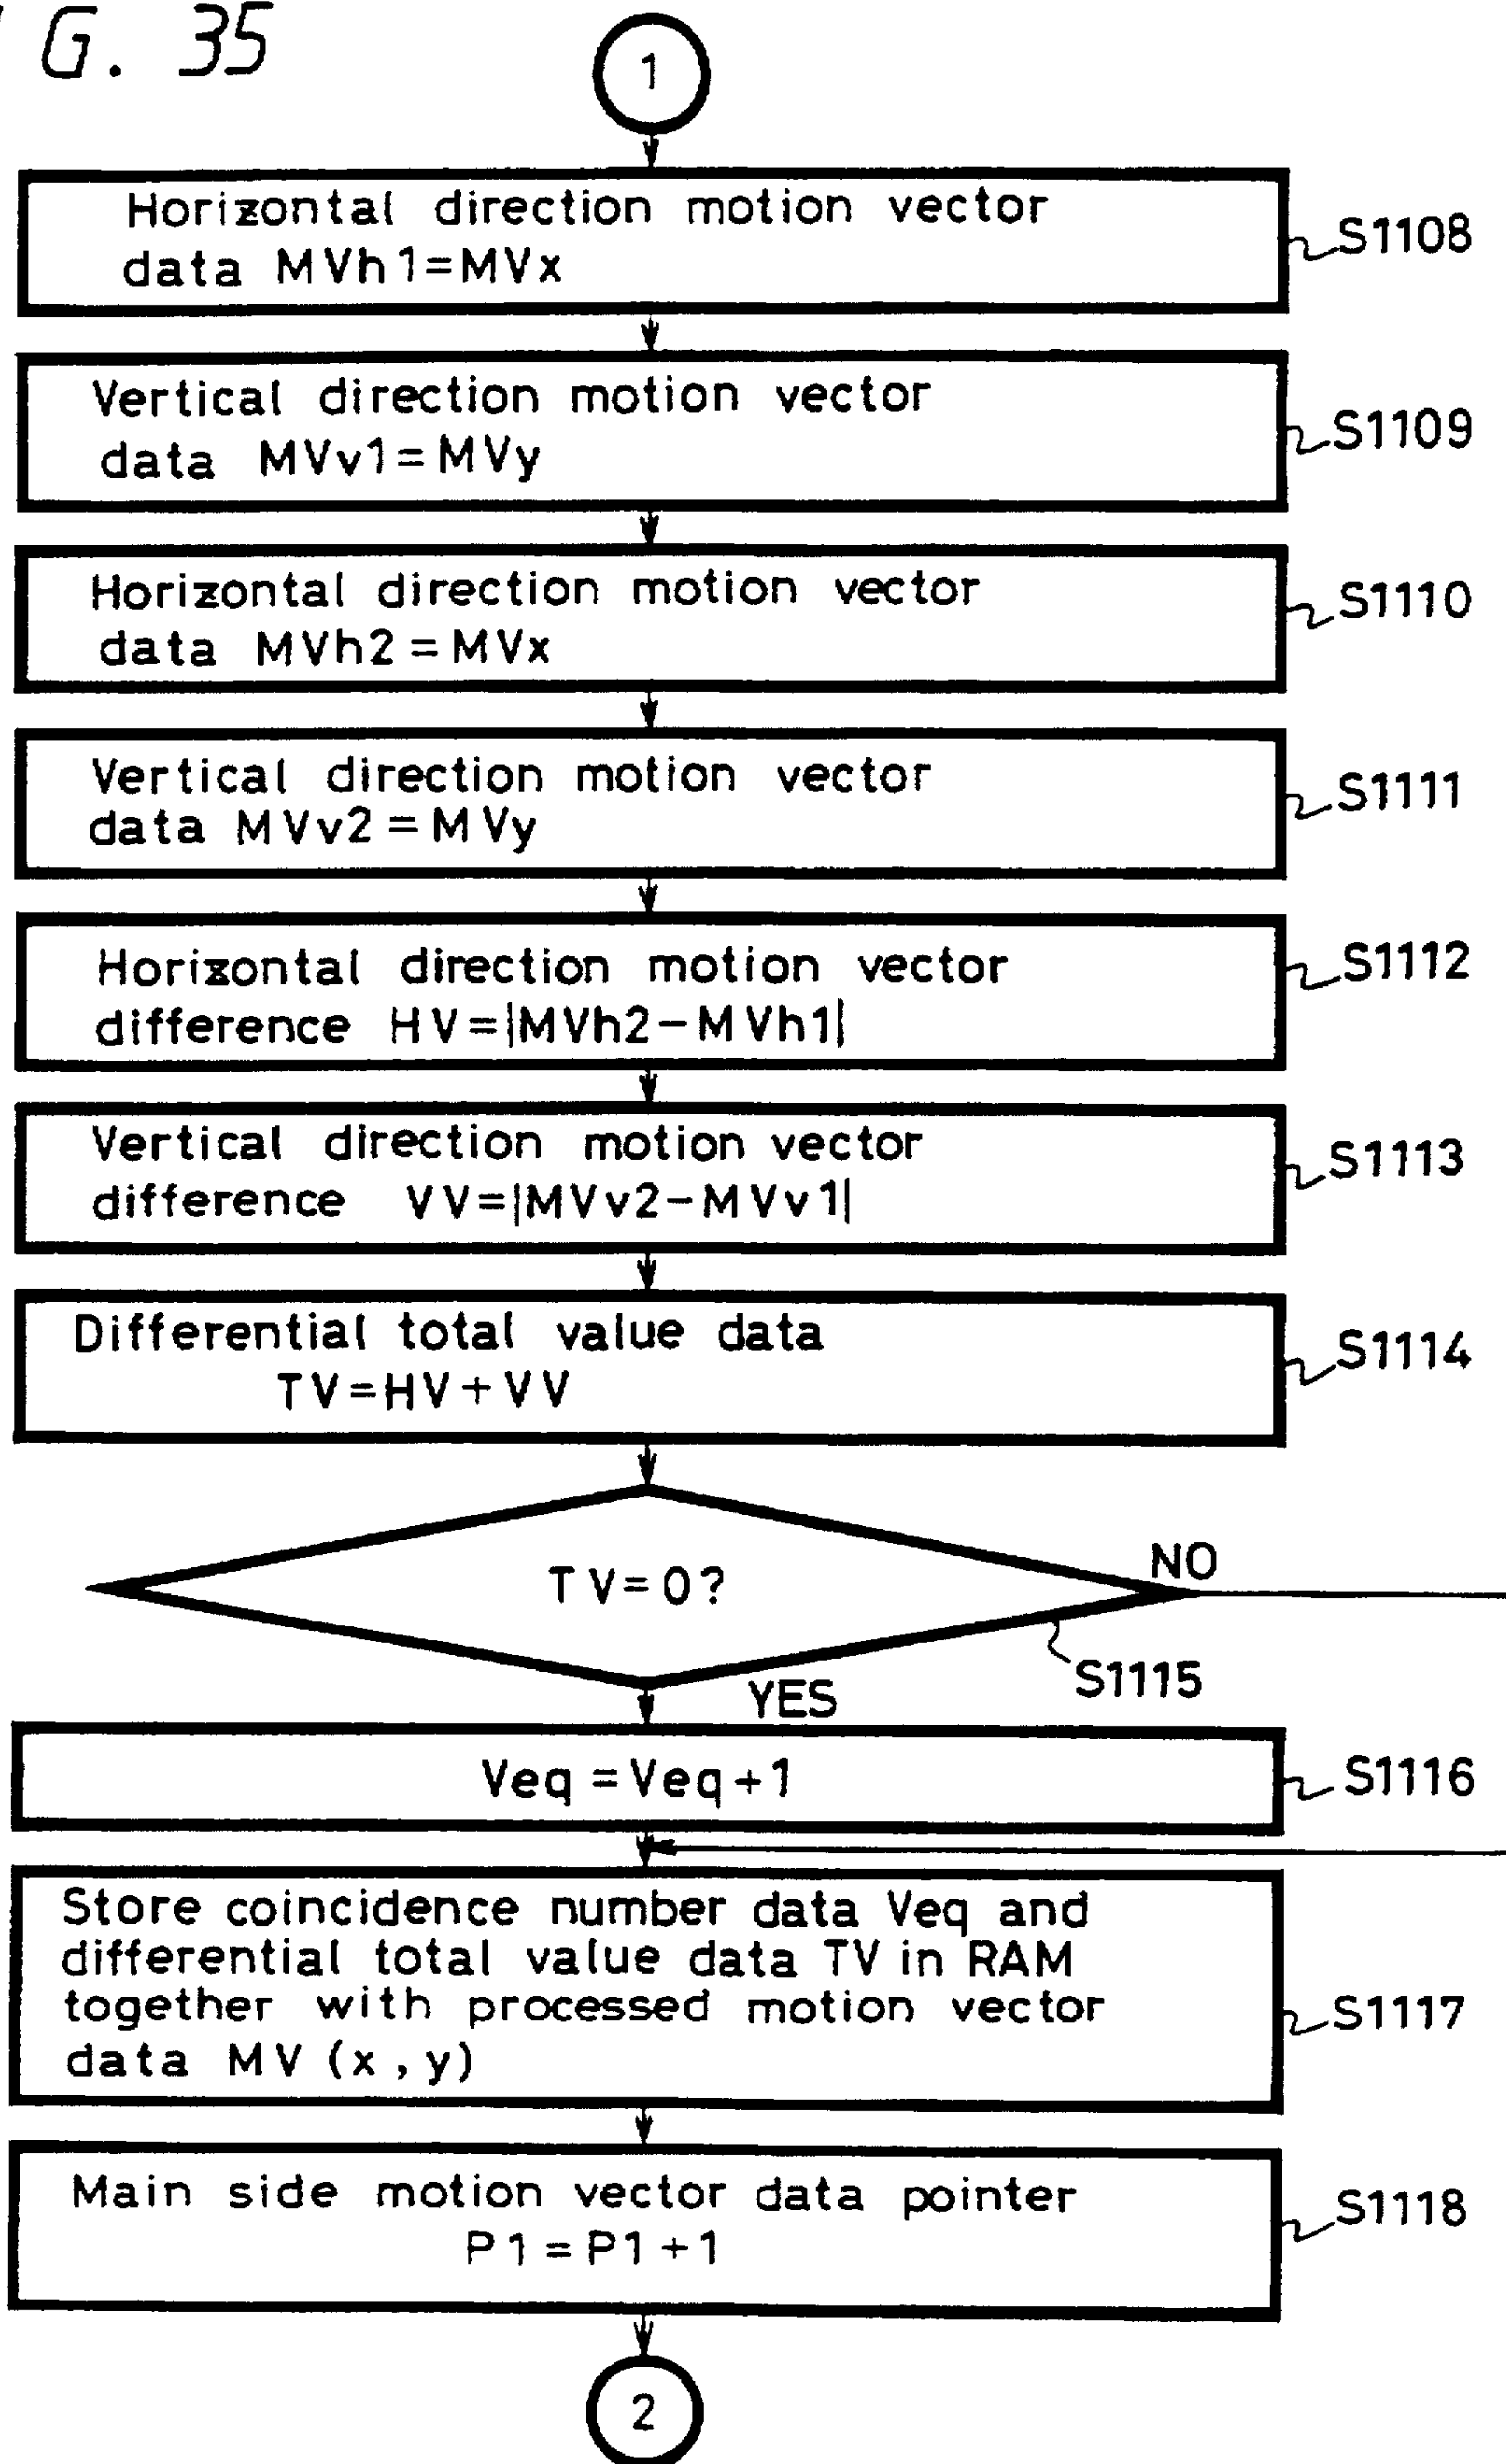 G. 35
1
Horizontal direction motion vector
data MVh1=MVx
S1108
Vertical direction motion vector
data MVv1=MVy
S1109
Horizontal direction motion vector
data MVh2=MVx
S1110
Vertical direction motion vector
data MVv2=MVy
S1111
Horizontal direction motion vector
difference HV=|MVh2-MVh1|
S1112
Vertical direction motion vector
difference VV=|MVv2-MVv1|
S1113
Differential total value data
TV=HV+VV
S1114
TV=0?
NO
S1115
YES
Veq=Veq+1
S1116
Store coincidence number data Veq and
differential total value data TV in RAM
together with processed motion vector
data MV (x, y)
S1117
Main side motion vector data pointer
P1=P1+1
S1118
2